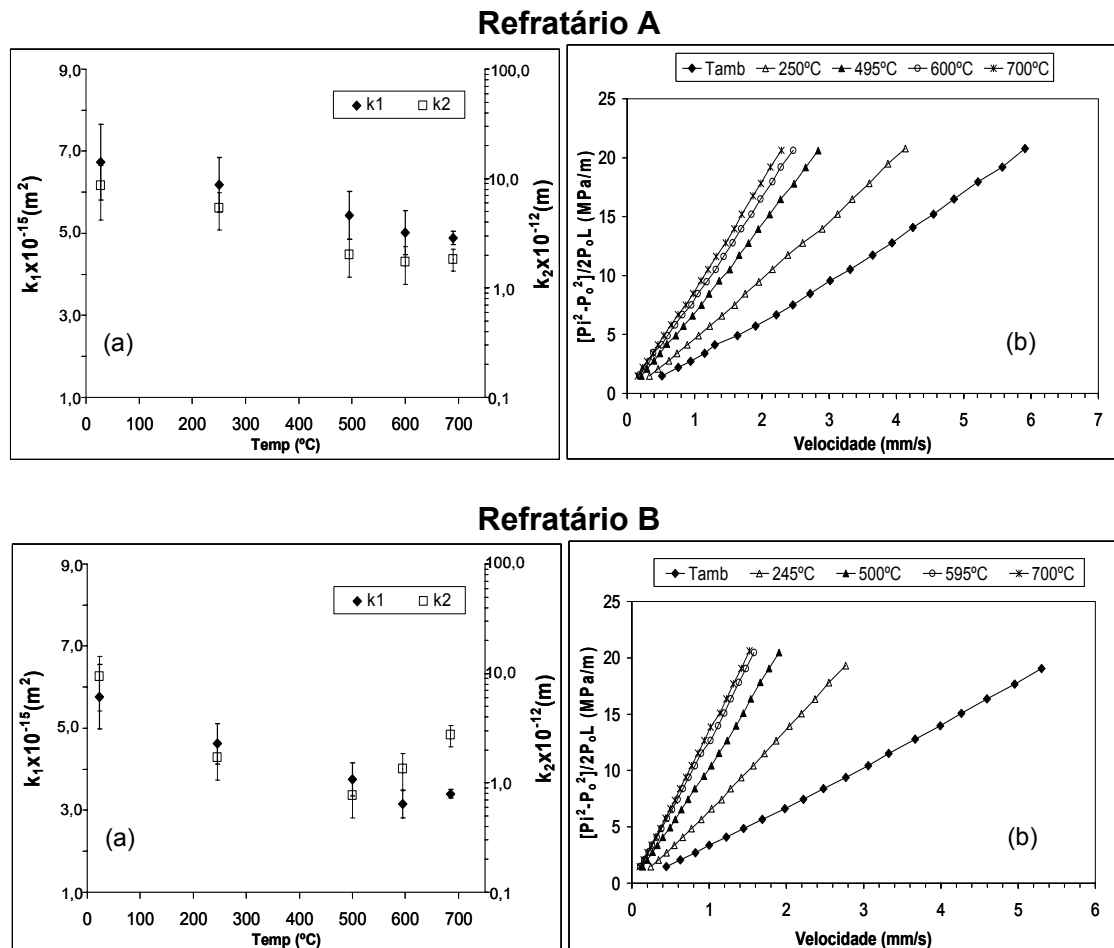 Refratário A
k1 k2
9,0
7,0
5,0
3,0
1,0
k₁x10⁻¹⁵(m²)
100,0
10,0
1,0
0,1
k₂x10⁻¹²(m)
(a)
0 100 200 300 400 500 600 700
Temp (ºC)
Tamb 250ºC 495ºC 600ºC 700ºC
25
20
15
10
5
0
[Pi²-Pₒ²]/2PₒL (MPa/m)
(b)
0 1 2 3 4 5 6 7
Velocidade (mm/s)
Refratário B
k1 k2
9,0
7,0
5,0
3,0
1,0
k₁x10⁻¹⁵(m²)
100,0
10,0
1,0
0,1
k₂x10⁻¹²(m)
(a)
0 100 200 300 400 500 600 700
Temp (ºC)
Tamb 245ºC 500ºC 595ºC 700ºC
25
20
15
10
5
0
[Pi²-Pₒ²]/2PₒL (MPa/m)
(b)
0 1 2 3 4 5 6
Velocidade (mm/s)